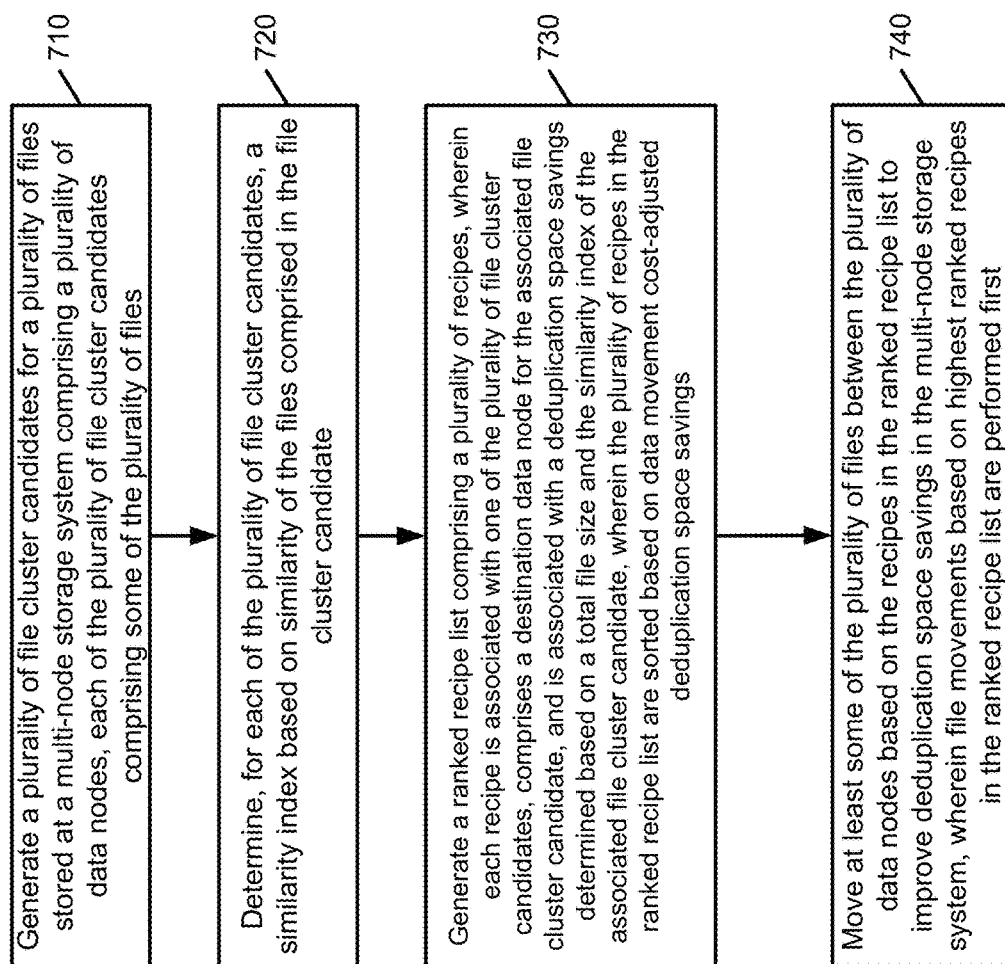 Generate a plurality of file cluster candidates for a plurality of files
stored at a multi-node storage system comprising a plurality of
data nodes, each of the plurality of file cluster candidates
comprising some of the plurality of files
710
Determine, for each of the plurality of file cluster candidates, a
similarity index based on similarity of the files comprised in the file
cluster candidate
720
Generate a ranked recipe list comprising a plurality of recipes, wherein
each recipe is associated with one of the plurality of file cluster
candidates, comprises a destination data node for the associated file
cluster candidate, and is associated with a deduplication space savings
determined based on a total file size and the similarity index of the
associated file cluster candidate, wherein the plurality of recipes in the
ranked recipe list are sorted based on data movement cost-adjusted
deduplication space savings
730
Move at least some of the plurality of files between the plurality of
data nodes based on the recipes in the ranked recipe list to
improve deduplication space savings in the multi-node storage
system, wherein file movements based on highest ranked recipes
in the ranked recipe list are performed first
740